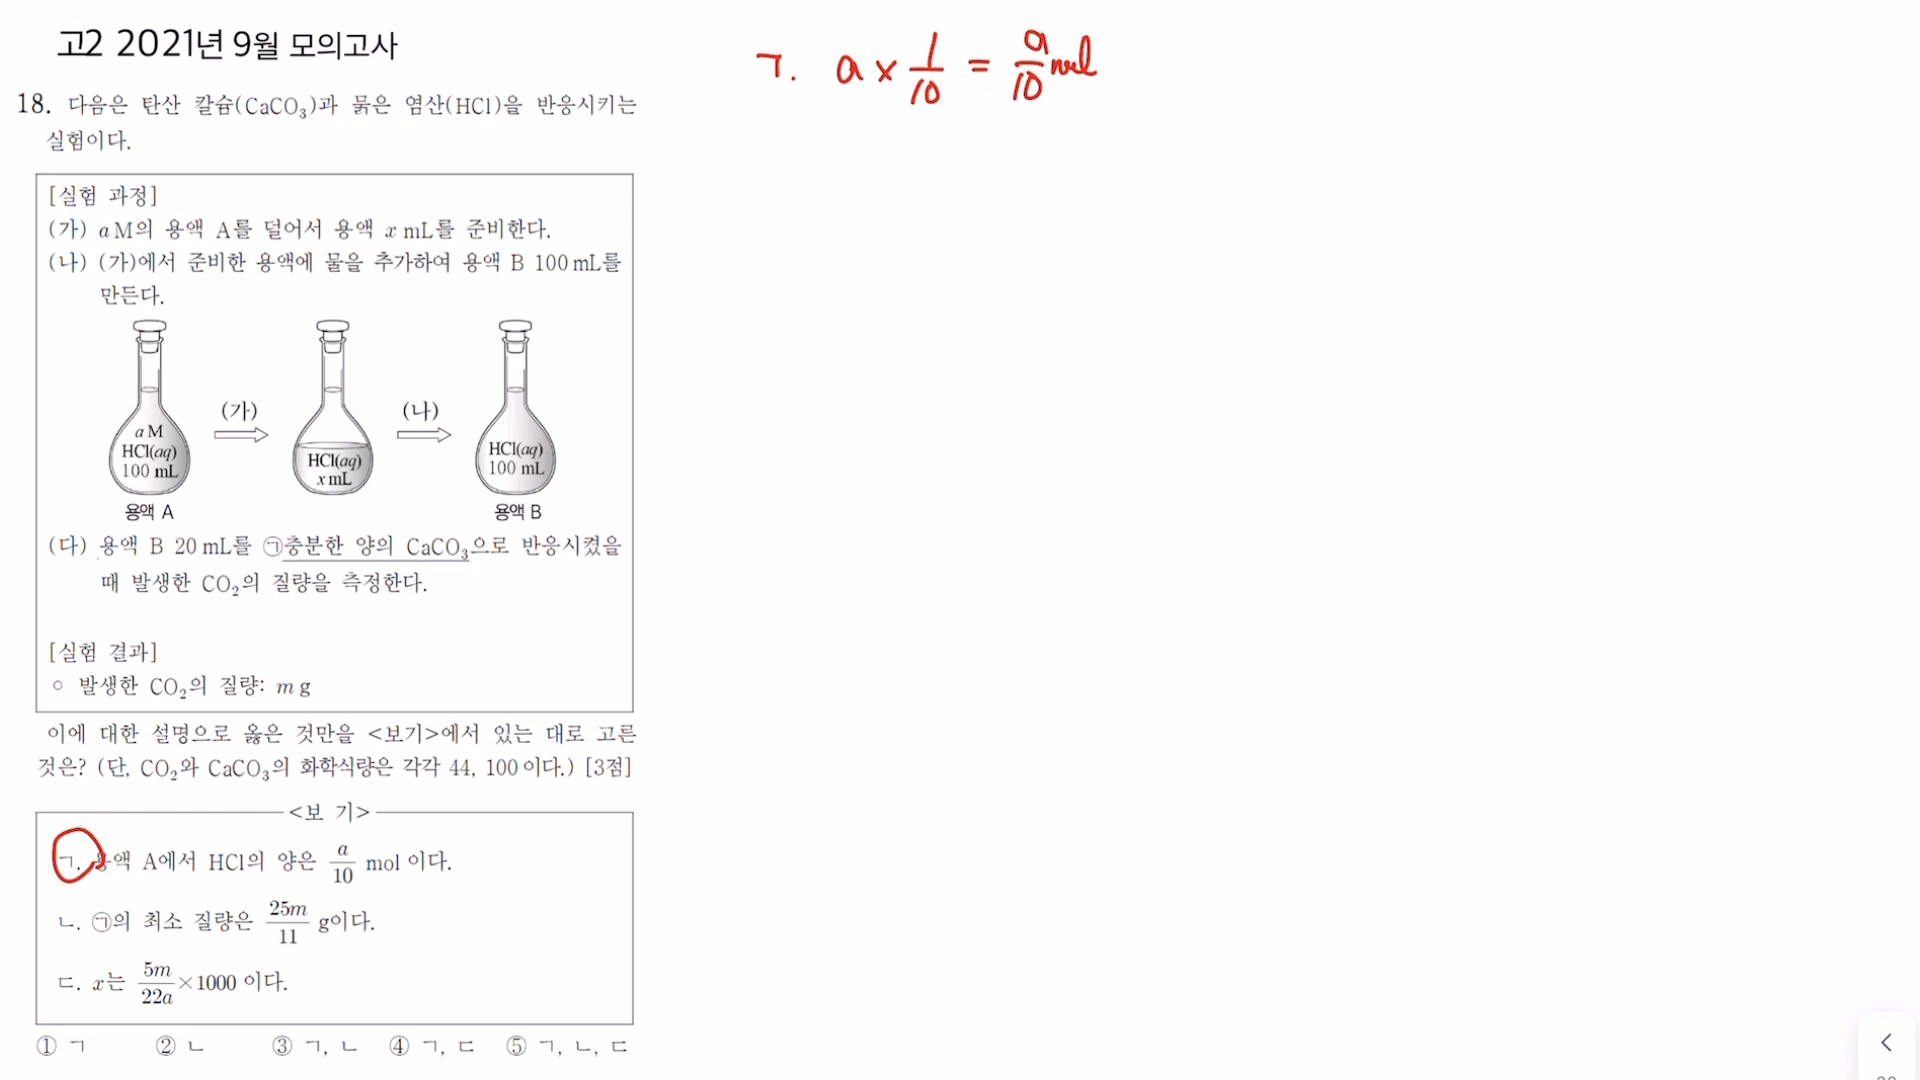 고2 2021년 9월 모의고사
18. 다음은 탄산 칼슘(CaCO₃)과 묽은 염산(HCl)을 반응시키는
실험이다.
[실험 과정]
(가) a M의 용액 A를 덜어서 용액 x mL를 준비한다.
(나) (가)에서 준비한 용액에 물을 추가하여 용액 B 100 mL를
만든다.
(가) (나)
a M
HCl(aq)
100 mL
HCl(aq)
x mL
HCl(aq)
100 mL
용액 A 용액 B
(다) 용액 B 20 mL를 ㉠충분한 양의 CaCO₃으로 반응시켰을
때 발생한 CO₂의 질량을 측정한다.
[실험 결과]
○ 발생한 CO₂의 질량: m g
이에 대한 설명으로 옳은 것만을 <보기>에서 있는 대로 고른
것은? (단, CO₂와 CaCO₃의 화학식량은 각각 44, 100이다.) [3점]
<보 기>
ㄱ. 용액 A에서 HCl의 양은 a/10 mol이다.
ㄴ. ㉠의 최소 질량은 25m/11 g이다.
ㄷ. x는 5m/22a ×1000이다.
① ㄱ ② ㄴ ③ ㄱ, ㄴ ④ ㄱ, ㄷ ⑤ ㄱ, ㄴ, ㄷ
ㄱ. a × 1/10 = a/10 mol